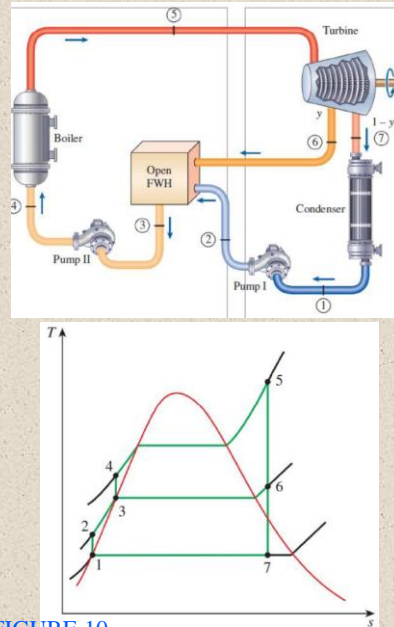 5
Turbine
Boiler
y
1 – y
6
7
Open
FWH
Condenser
4
3
2
Pump II
Pump I
1
T
5
4
6
3
2
1
7
s
FIGURE 10